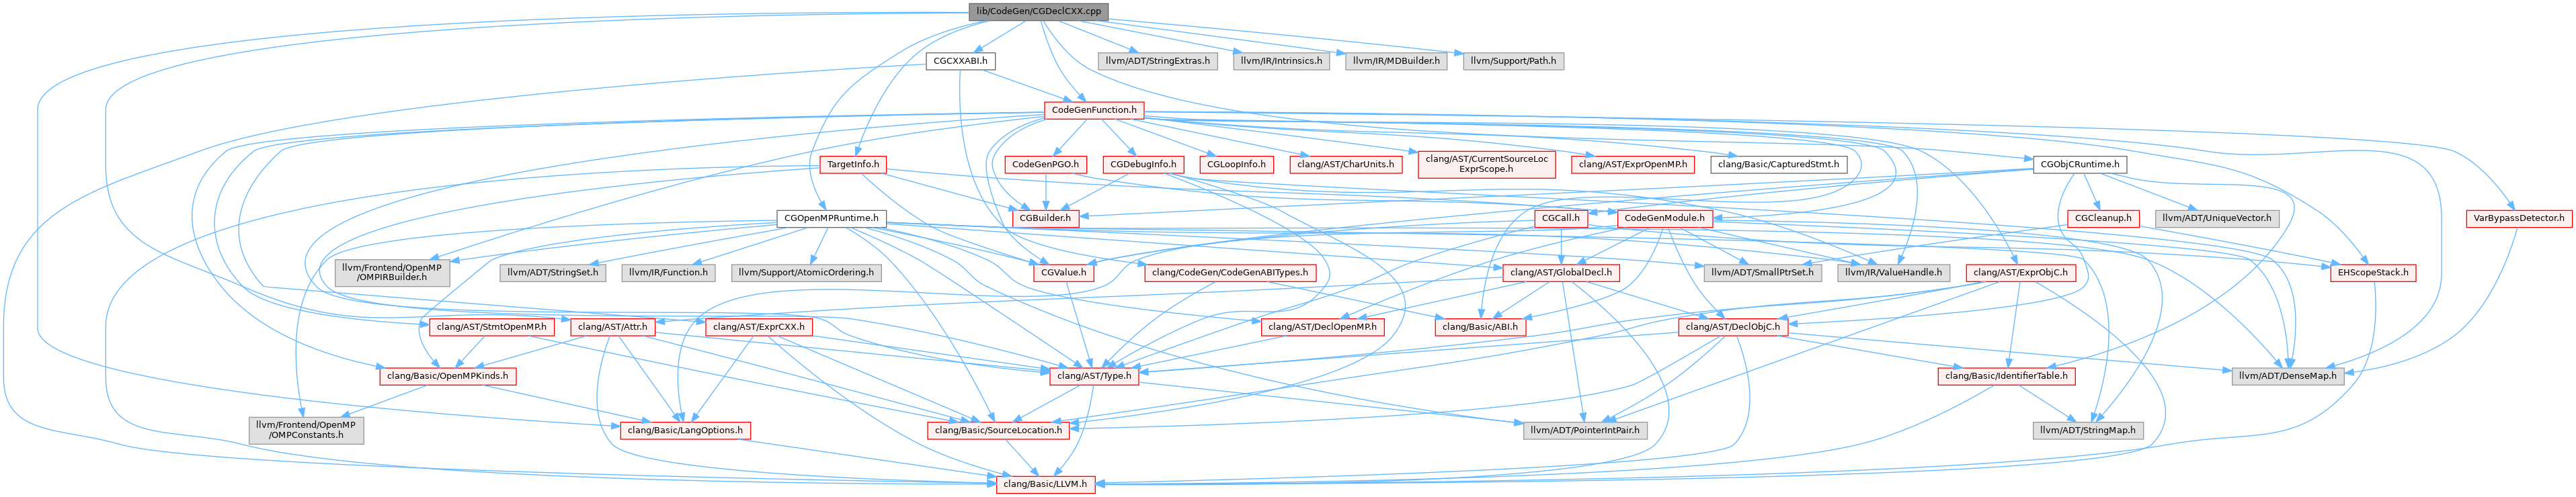 lib/CodeGen/CGDeclCXX.cpp
CGCXXABI.h
llvm/ADT/StringExtras.h
llvm/IR/Intrinsics.h
llvm/IR/MDBuilder.h
llvm/Support/Path.h
CodeGenFunction.h
TargetInfo.h
CodeGenPGO.h
CGDebugInfo.h
CGLoopInfo.h
clang/AST/CharUnits.h
clang/AST/CurrentSourceLoc
ExprScope.h
clang/AST/ExprOpenMP.h
clang/Basic/CapturedStmt.h
CGObjCRuntime.h
CGOpenMPRuntime.h
CGBuilder.h
CGCall.h
CodeGenModule.h
CGCleanup.h
llvm/ADT/UniqueVector.h
VarBypassDetector.h
llvm/Frontend/OpenMP
/OMPIRBuilder.h
llvm/ADT/StringSet.h
llvm/IR/Function.h
llvm/Support/AtomicOrdering.h
CGValue.h
clang/CodeGen/CodeGenABITypes.h
clang/AST/GlobalDecl.h
llvm/ADT/SmallPtrSet.h
llvm/IR/ValueHandle.h
clang/AST/ExprObjC.h
EHScopeStack.h
clang/AST/StmtOpenMP.h
clang/AST/Attr.h
clang/AST/ExprCXX.h
clang/AST/DeclOpenMP.h
clang/Basic/ABI.h
clang/AST/DeclObjC.h
clang/Basic/OpenMPKinds.h
clang/AST/Type.h
clang/Basic/IdentifierTable.h
llvm/ADT/DenseMap.h
llvm/Frontend/OpenMP
/OMPConstants.h
clang/Basic/LangOptions.h
clang/Basic/SourceLocation.h
llvm/ADT/PointerIntPair.h
llvm/ADT/StringMap.h
clang/Basic/LLVM.h